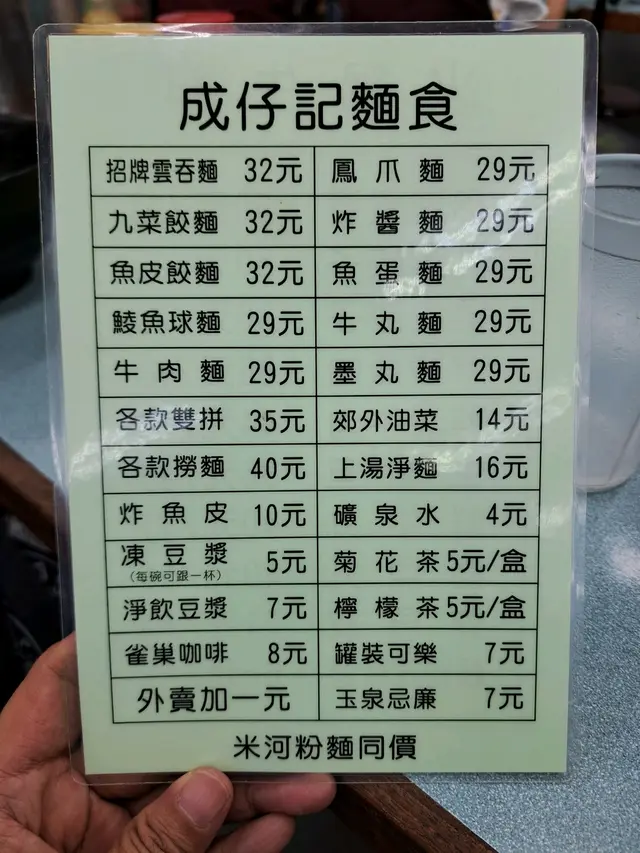 成仔記麵食
招牌雲吞麵 32元 鳳爪麵 29元
九菜餃麵 32元 炸醬麵 29元
魚皮餃麵 32元 魚蛋麵 29元
鯪魚球麵 29元 牛丸麵 29元
牛肉麵 29元 墨丸麵 29元
各款雙拼 35元 郊外油菜 14元
各款撈麵 40元 上湯淨麵 16元
炸魚皮 10元 礦泉水 4元
凍豆漿 5元 菊花茶 5元/盒
(每碗可跟一杯)
淨飲豆漿 7元 檸檬茶 5元/盒
雀巢咖啡 8元 罐裝可樂 7元
外賣加一元 玉泉忌廉 7元
米河粉麵同價